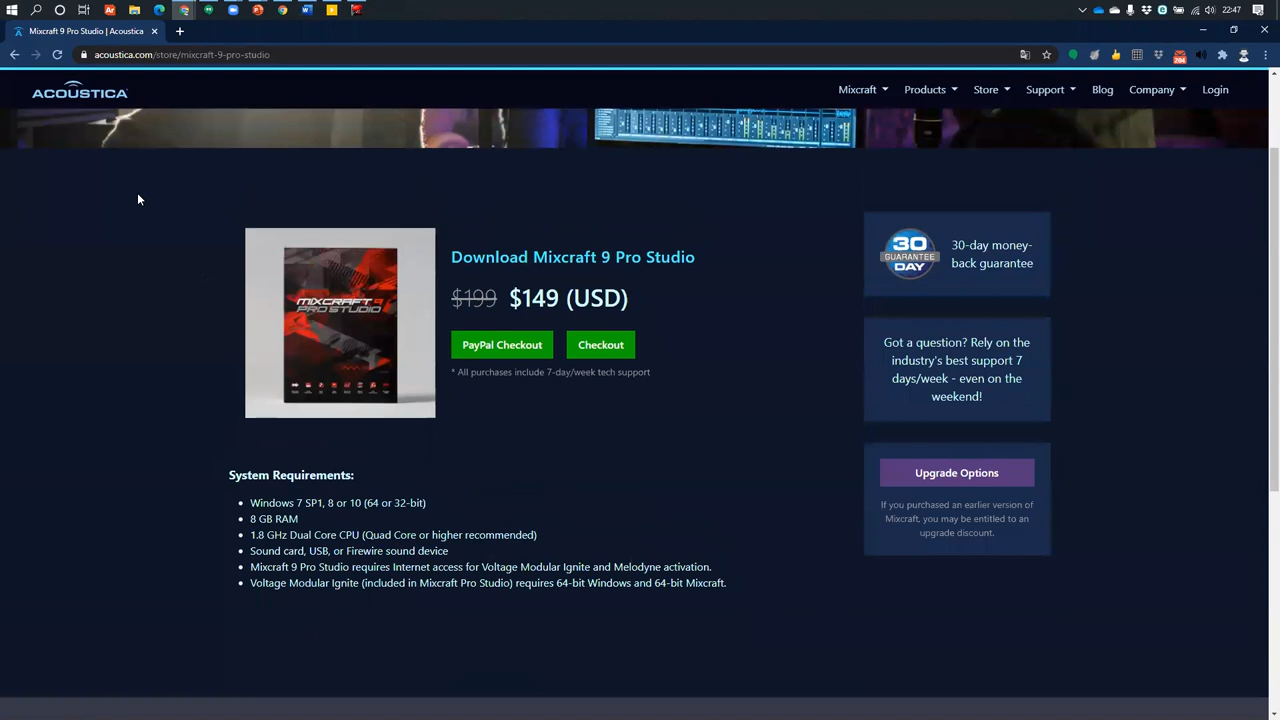 22:47
Mixcraft 9 Pro Studio | Acoustica
acoustica.com/store/mixcraft-9-pro-studio
204
ACOUSTICA
Mixcraft Products Store Support Blog Company Login
MIXCRAFT 9
PRO STUDIO
Download Mixcraft 9 Pro Studio
$199 $149 (USD)
PayPal Checkout Checkout
* All purchases include 7-day/week tech support
30
GUARANTEE
DAY
30-day money-
back guarantee
Got a question? Rely on the
industry's best support 7
days/week - even on the
weekend!
Upgrade Options
If you purchased an earlier version of
Mixcraft, you may be entitled to an
upgrade discount.
System Requirements:
• Windows 7 SP1, 8 or 10 (64 or 32-bit)
• 8 GB RAM
• 1.8 GHz Dual Core CPU (Quad Core or higher recommended)
• Sound card, USB, or Firewire sound device
• Mixcraft 9 Pro Studio requires Internet access for Voltage Modular Ignite and Melodyne activation.
• Voltage Modular Ignite (included in Mixcraft Pro Studio) requires 64-bit Windows and 64-bit Mixcraft.